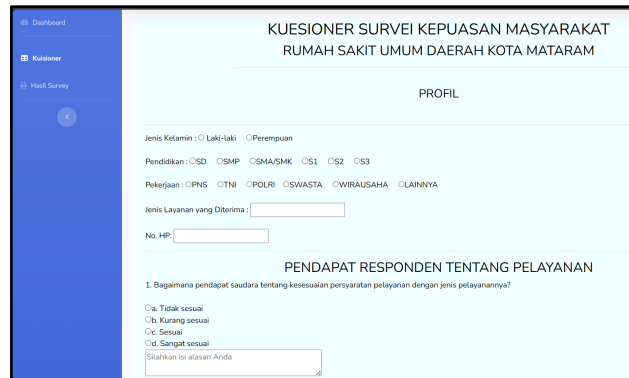 Dashboard
Kuisioner
Hasil Survey
KUESIONER SURVEI KEPUASAN MASYARAKAT
RUMAH SAKIT UMUM DAERAH KOTA MATARAM
PROFIL
Jenis Kelamin : Laki-laki Perempuan
Pendidikan : SD SMP SMA/SMK S1 S2 S3
Pekerjaan : PNS TNI POLRI SWASTA WIRAUSAHA LAINNYA
Jenis Layanan yang Diterima :
No. HP:
PENDAPAT RESPONDEN TENTANG PELAYANAN
1. Bagaimana pendapat saudara tentang kesesuaian persyaratan pelayanan dengan jenis pelayanannya?
a. Tidak sesuai
b. Kurang sesuai
c. Sesuai
d. Sangat sesuai
Silahkan isi alasan Anda